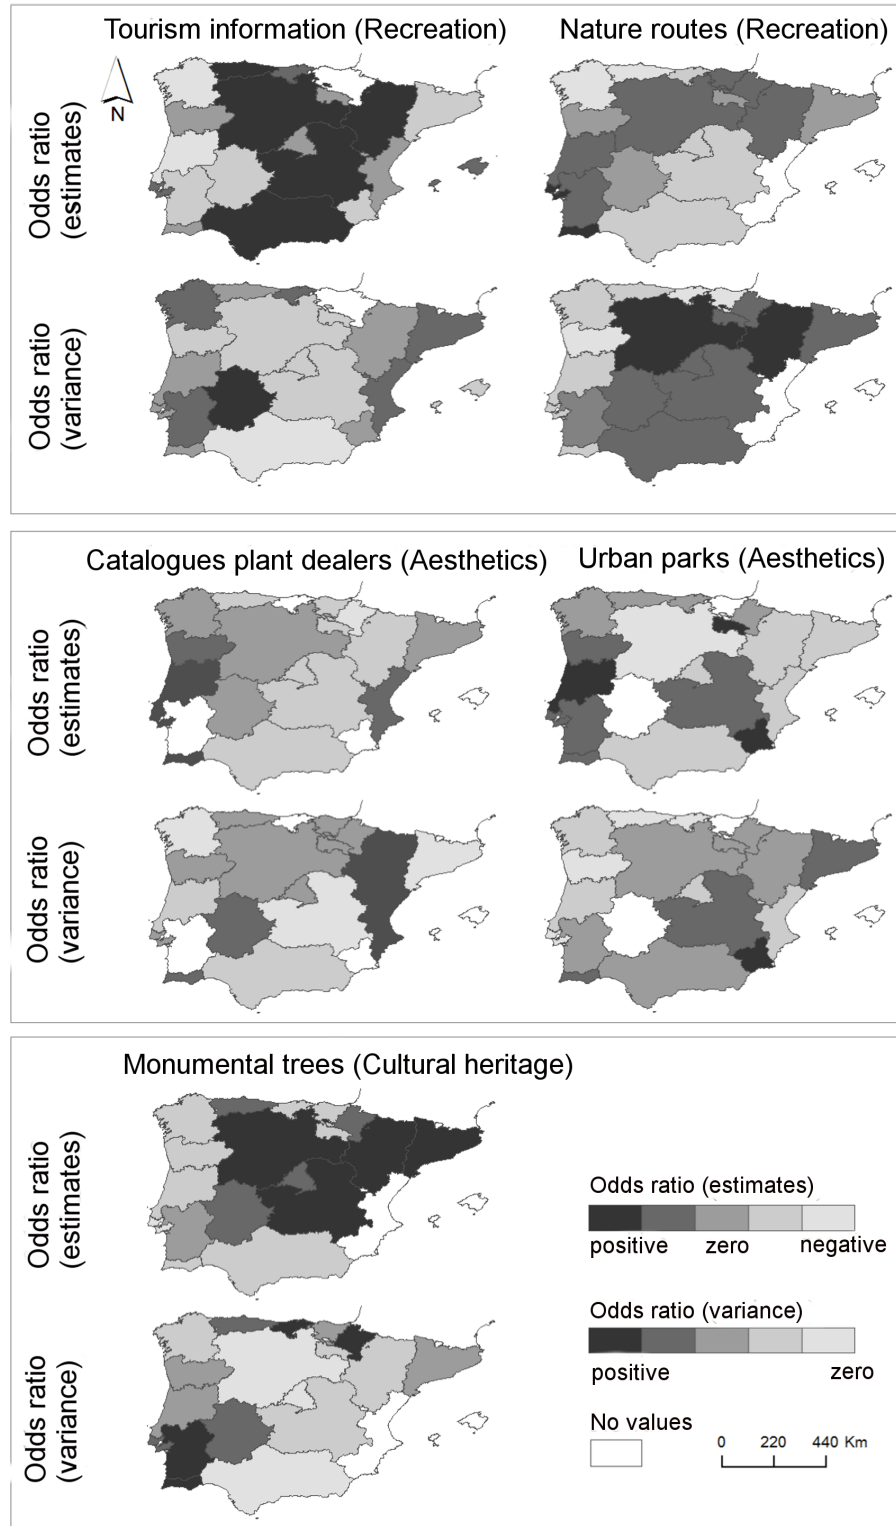 Tourism information (Recreation)
Nature routes (Recreation)
N
Odds ratio
(estimates)
Odds ratio
(variance)
Catalogues plant dealers (Aesthetics)
Urban parks (Aesthetics)
Odds ratio
(estimates)
Odds ratio
(variance)
Monumental trees (Cultural heritage)
Odds ratio
(estimates)
Odds ratio
(variance)
Odds ratio (estimates)
positive zero negative
Odds ratio (variance)
positive zero
No values
0 220 440 Km